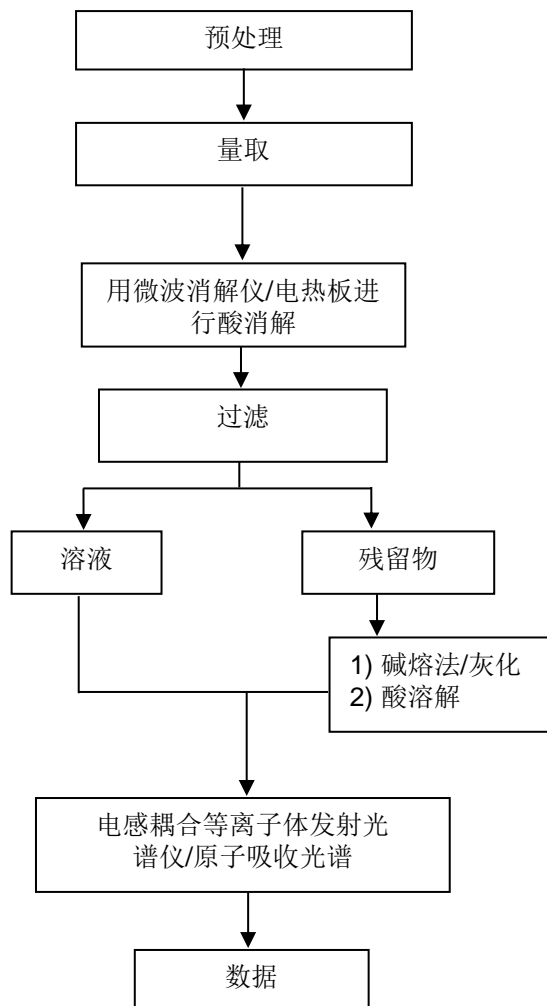 预处理
量取
用微波消解仪/电热板进
行酸消解
过滤
溶液
残留物
1) 碱熔法/灰化
2) 酸溶解
电感耦合等离子体发射光
谱仪/原子吸收光谱
数据